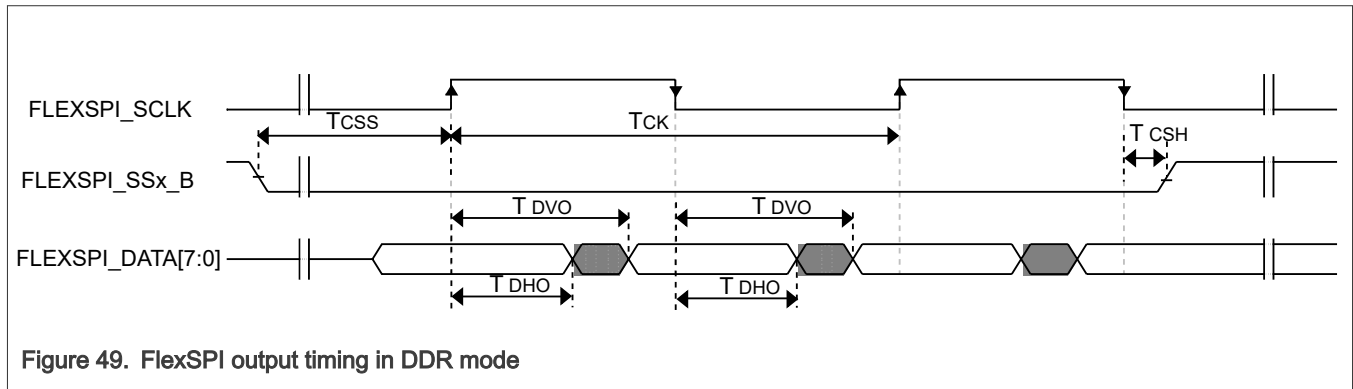 FLEXSPI_SCLK
TCSS
TCK
T CSH
FLEXSPI_SSx_B
T DVO
T DVO
FLEXSPI_DATA[7:0]
T DHO
T DHO
Figure 49. FlexSPI output timing in DDR mode